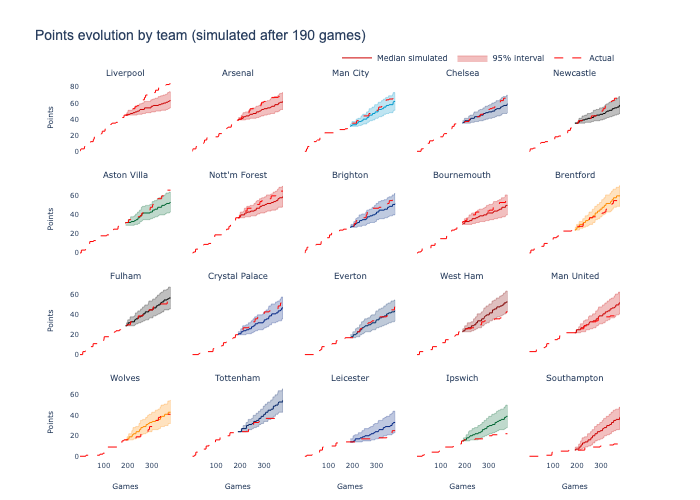 Points evolution by team (simulated after 190 games)
Median simulated 95% interval Actual
Liverpool Arsenal Man City Chelsea Newcastle
80
60
40
20
0
Points
Aston Villa Nott'm Forest Brighton Bournemouth Brentford
60
40
20
0
Points
Fulham Crystal Palace Everton West Ham Man United
60
40
20
0
Points
Wolves Tottenham Leicester Ipswich Southampton
60
40
20
0
Points
100 200 300 100 200 300 100 200 300 100 200 300 100 200 300
Games Games Games Games Games